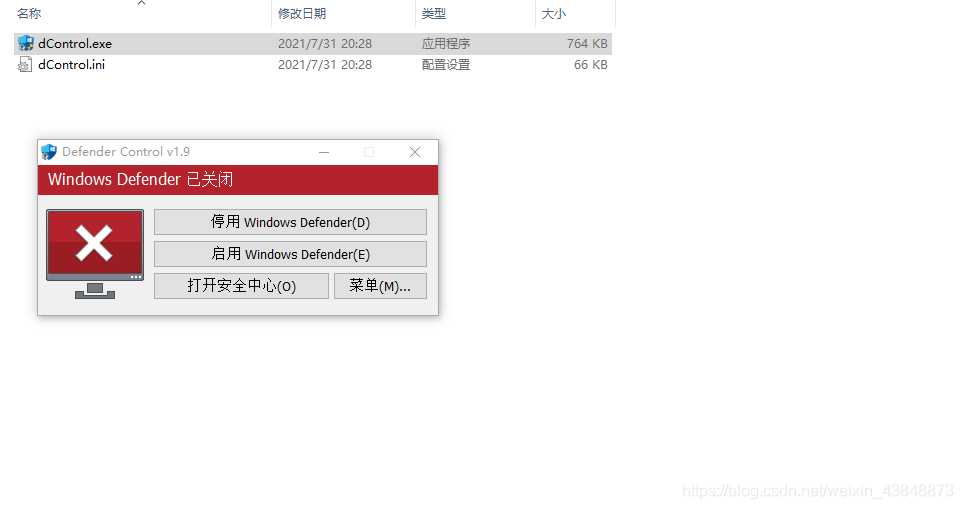 名称 修改日期 类型 大小
dControl.exe 2021/7/31 20:28 应用程序 764 KB
dControl.ini 2021/7/31 20:28 配置设置 66 KB
Defender Control v1.9
Windows Defender 已关闭
停用 Windows Defender(D)
启用 Windows Defender(E)
打开安全中心(O) 菜单(M)...
https://blog.csdn.net/weixin_43848873